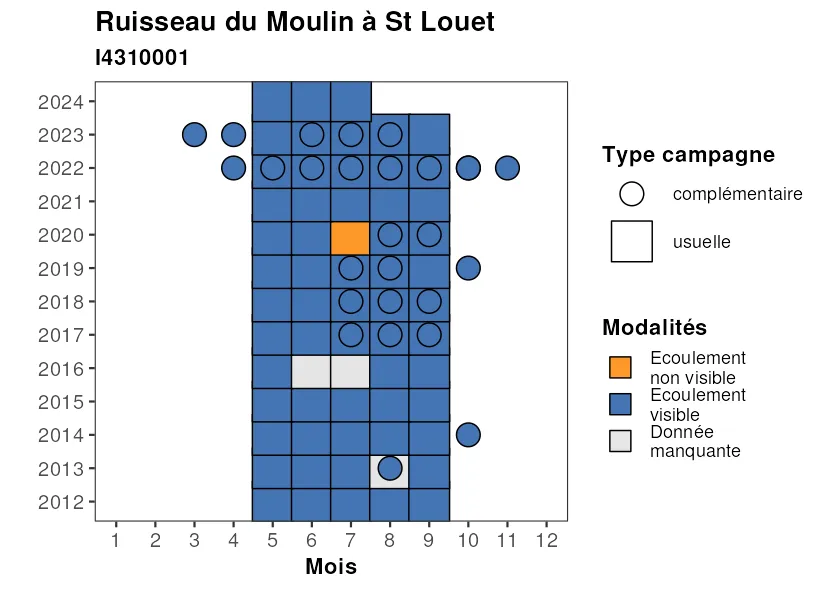 Ruisseau du Moulin à St Louet
I4310001
2024
2023
2022
2021
2020
2019
2018
2017
2016
2015
2014
2013
2012
1 2 3 4 5 6 7 8 9 10 11 12
Mois
Type campagne
complémentaire
usuelle
Modalités
Ecoulement
non visible
Ecoulement
visible
Donnée
manquante